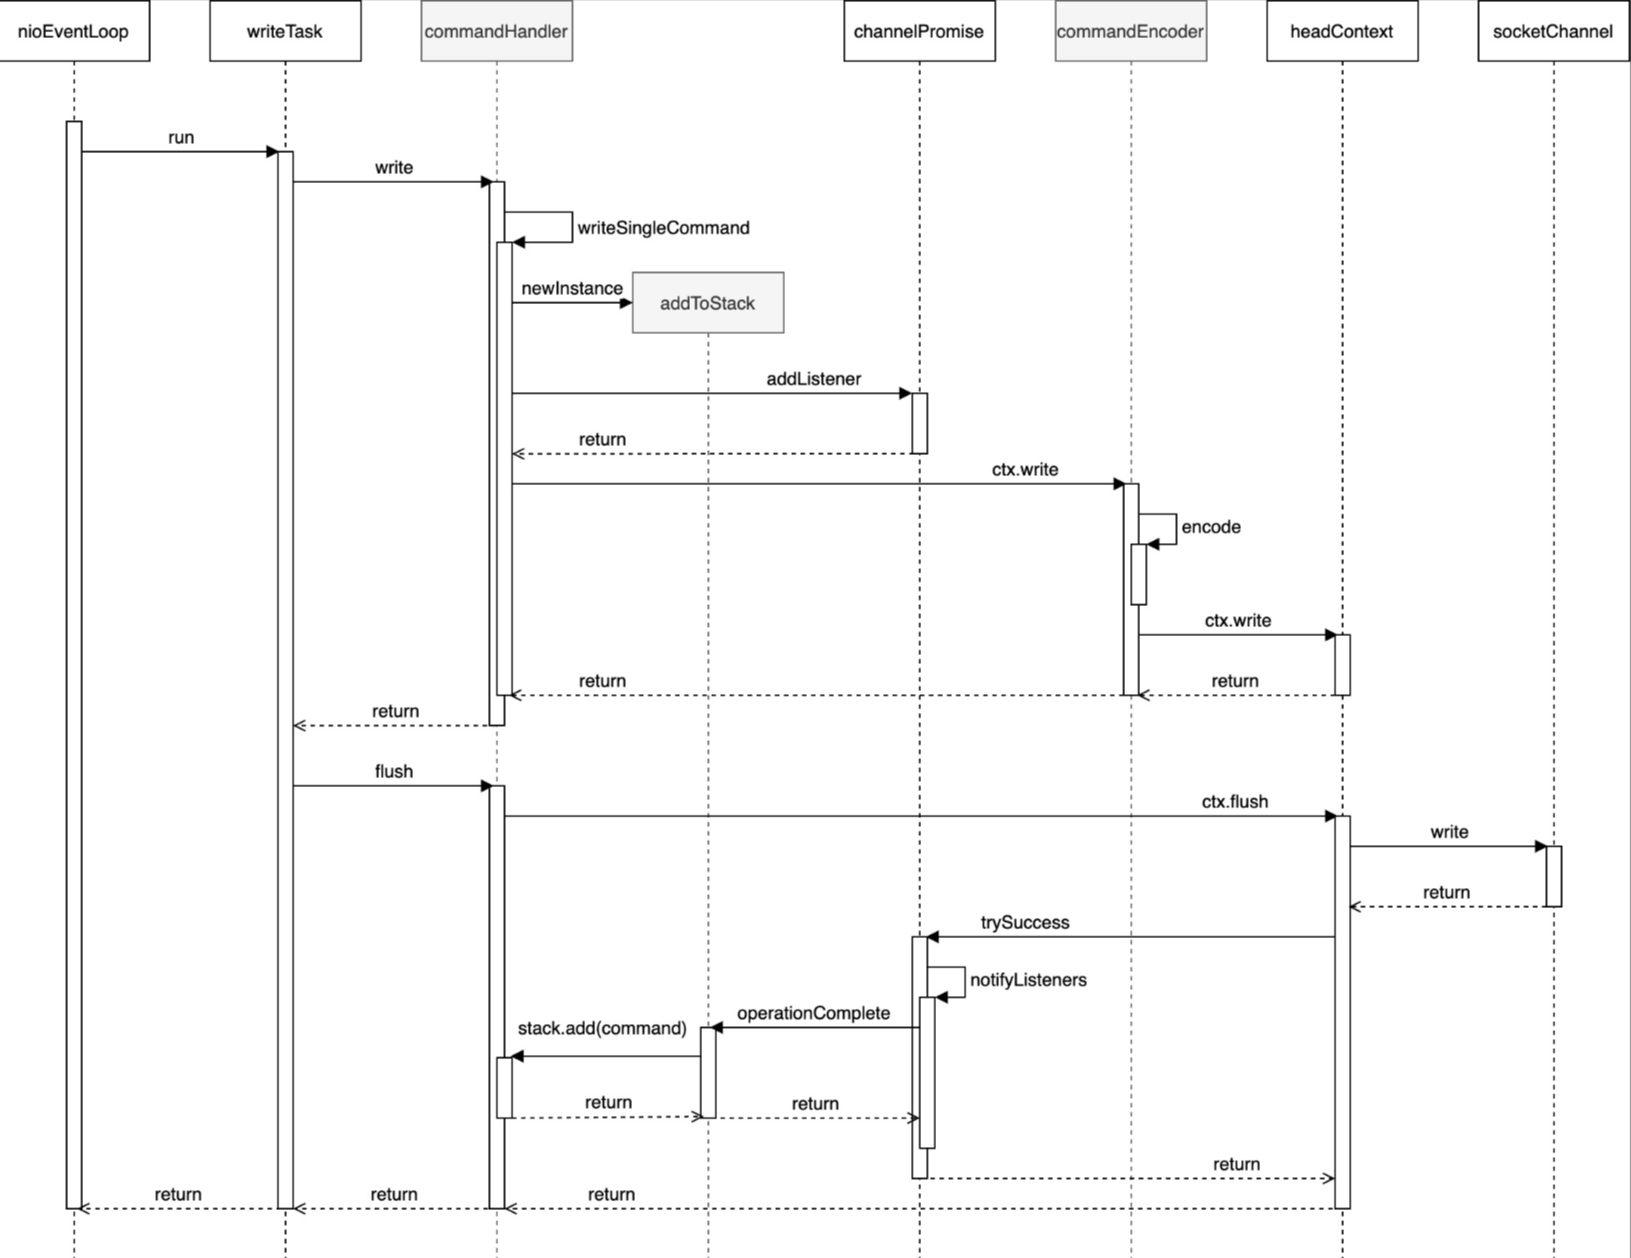 nioEventLoop
writeTask
commandHandler
channelPromise
commandEncoder
headContext
socketChannel
run
write
writeSingleCommand
newInstance
addToStack
addListener
return
ctx.write
encode
ctx.write
return
return
return
flush
ctx.flush
write
return
trySuccess
notifyListeners
operationComplete
stack.add(command)
return
return
return
return
return
return